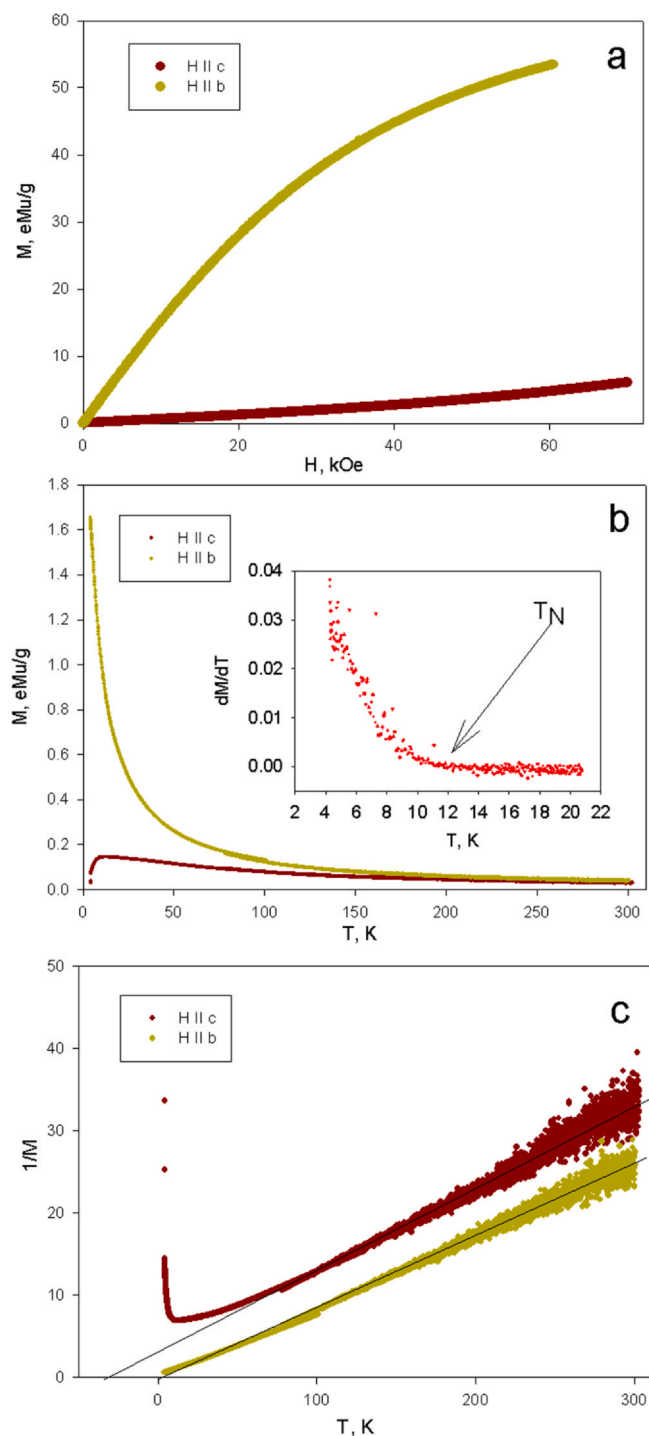 60
a
H II c
H II b
50
40
M, eMu/g
30
20
10
0
0 20 40 60
H, kOe
1.8
b
H II c
H II b
1.6
1.4
1.2
1.0
0.8
0.6
0.4
0.2
0.0
M, eMu/g
0.04
0.03
0.02
0.01
0.00
dM/dT
TN
2 4 6 8 10 12 14 16 18 20 22
T, K
0 50 100 150 200 250 300
T, K
50
c
H II c
H II b
40
30
1/M
20
10
0
0 100 200 300
T, K